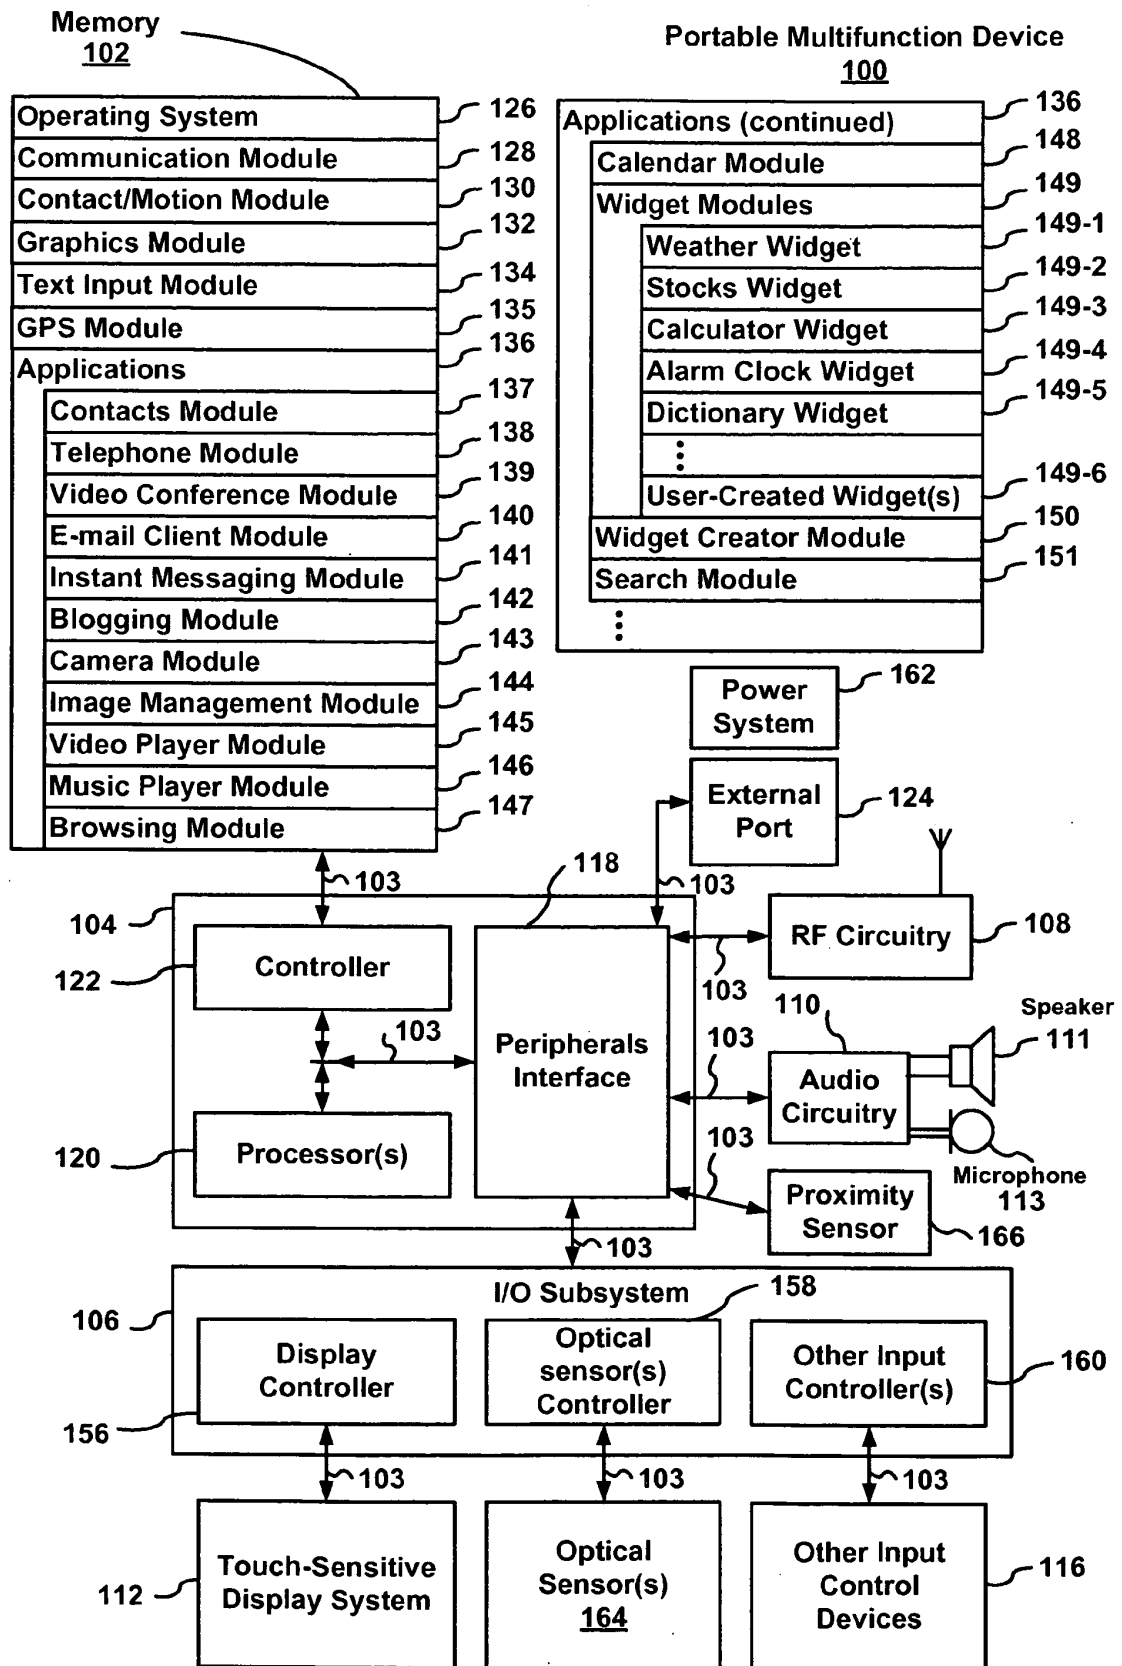 Memory
102
Portable Multifunction Device
100
Operating System 126
Communication Module 128
Contact/Motion Module 130
Graphics Module 132
Text Input Module 134
GPS Module 135
Applications 136
Contacts Module 137
Telephone Module 138
Video Conference Module 139
E-mail Client Module 140
Instant Messaging Module 141
Blogging Module 142
Camera Module 143
Image Management Module 144
Video Player Module 145
Music Player Module 146
Browsing Module 147
Applications (continued) 136
Calendar Module 148
Widget Modules 149
Weather Widget 149-1
Stocks Widget 149-2
Calculator Widget 149-3
Alarm Clock Widget 149-4
Dictionary Widget 149-5
User-Created Widget(s) 149-6
Widget Creator Module 150
Search Module 151
Power
System
162
External
Port
124
103
118
103
104
Controller
122
RF Circuitry
108
103
103
Peripherals
Interface
103
110
Audio
Circuitry
Speaker
111
Processor(s)
120
103
Microphone
113
Proximity
Sensor
166
103
I/O Subsystem
106
158
Display
Controller
156
Optical
sensor(s)
Controller
Other Input
Controller(s)
160
103
103
103
Touch-Sensitive
Display System
112
Optical
Sensor(s)
164
Other Input
Control
Devices
116